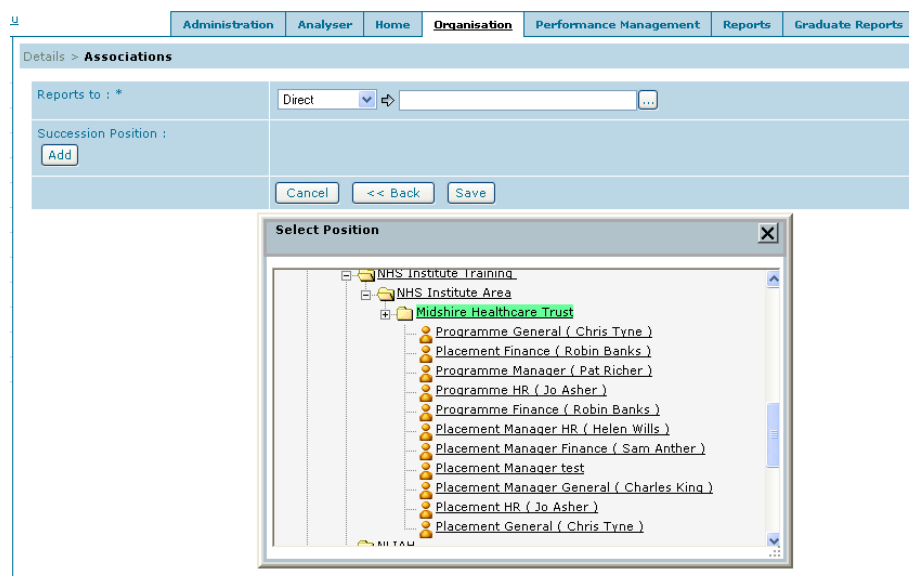 u
Administration Analyser Home Organisation Performance Management Reports Graduate Reports
Details > Associations
Reports to : * Direct ...
Succession Position :
Add
Cancel << Back Save
Select Position
NHS Institute Training
NHS Institute Area
Midshire Healthcare Trust
Programme General ( Chris Tyne )
Placement Finance ( Robin Banks )
Programme Manager ( Pat Richer )
Programme HR ( Jo Asher )
Programme Finance ( Robin Banks )
Placement Manager HR ( Helen Wills )
Placement Manager Finance ( Sam Anther )
Placement Manager test
Placement Manager General ( Charles King )
Placement HR ( Jo Asher )
Placement General ( Chris Tyne )